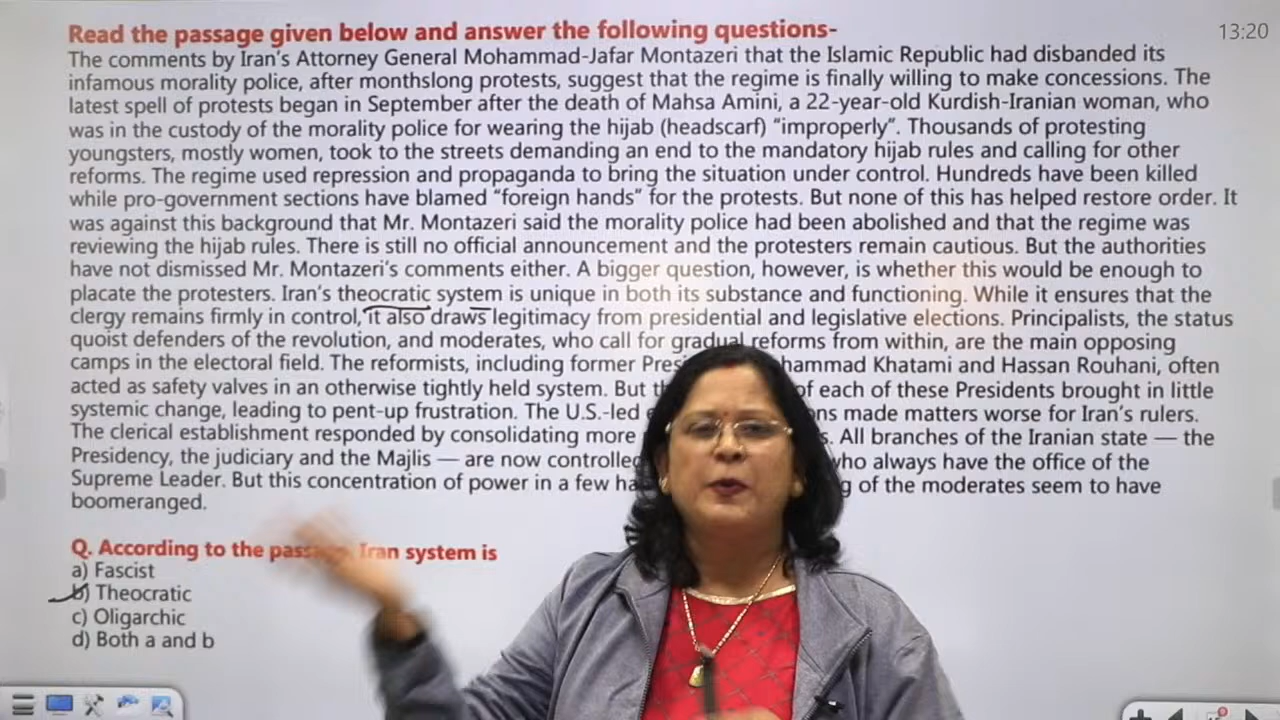 Read the passage given below and answer the following questions-
13:20
The comments by Iran's Attorney General Mohammad-Jafar Montazeri that the Islamic Republic had disbanded its
infamous morality police, after monthslong protests, suggest that the regime is finally willing to make concessions. The
latest spell of protests began in September after the death of Mahsa Amini, a 22-year-old Kurdish-Iranian woman, who
was in the custody of the morality police for wearing the hijab (headscarf) “improperly”. Thousands of protesting
youngsters, mostly women, took to the streets demanding an end to the mandatory hijab rules and calling for other
reforms. The regime used repression and propaganda to bring the situation under control. Hundreds have been killed
while pro-government sections have blamed “foreign hands” for the protests. But none of this has helped restore order. It
was against this background that Mr. Montazeri said the morality police had been abolished and that the regime was
reviewing the hijab rules. There is still no official announcement and the protesters remain cautious. But the authorities
have not dismissed Mr. Montazeri's comments either. A bigger question, however, is whether this would be enough to
placate the protesters. Iran's theocratic system is unique in both its substance and functioning. While it ensures that the
clergy remains firmly in control, it also draws legitimacy from presidential and legislative elections. Principalists, the status
quoist defenders of the revolution, and moderates, who call for gradual reforms from within, are the main opposing
camps in the electoral field. The reformists, including former Pres hammad Khatami and Hassan Rouhani, often
acted as safety valves in an otherwise tightly held system. But of each of these Presidents brought in little
systemic change, leading to pent-up frustration. The U.S.-led made matters worse for Iran's rulers.
The clerical establishment responded by consolidating more All branches of the Iranian state — the
Presidency, the judiciary and the Majlis — are now controlled who always have the office of the
Supreme Leader. But this concentration of power in a few of the moderates seem to have
boomeranged.
Q. According to the passage, Iran system is
a) Fascist
b) Theocratic
c) Oligarchic
d) Both a and b